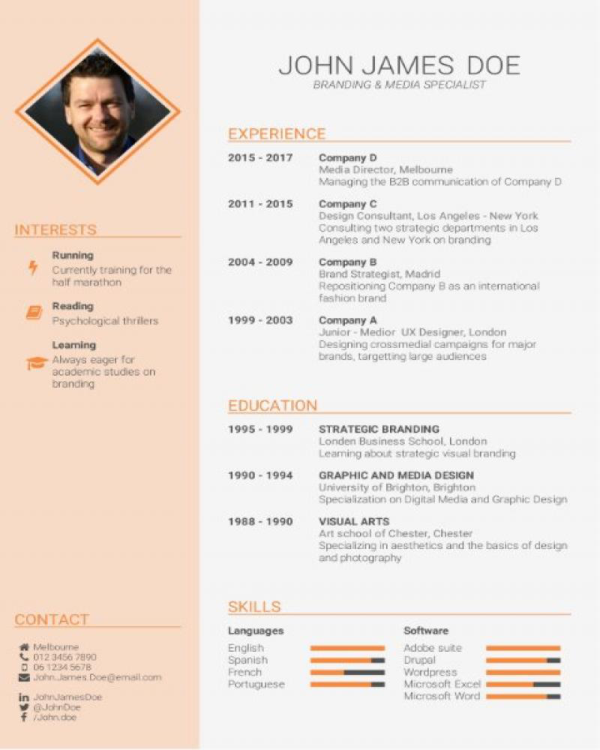 JOHN JAMES DOE
BRANDING & MEDIA SPECIALIST
EXPERIENCE
2015 - 2017 Company D
Media Director, Melbourne
Managing the B2B communication of Company D
2011 - 2015 Company C
Design Consultant, Los Angeles - New York
Consulting two strategic departments in Los
Angeles and New York on branding
2004 - 2009 Company B
Brand Strategist, Madrid
Repositioning Company B as an international
fashion brand
1999 - 2003 Company A
Junior - Medior UX Designer, London
Designing crossmedial campaigns for major
brands, targetting large audiences
EDUCATION
1995 - 1999 STRATEGIC BRANDING
Londen Business School, London
Learning about strategic visual branding
1990 - 1994 GRAPHIC AND MEDIA DESIGN
University of Brighton, Brighton
Specialization on Digital Media and Graphic Design
1988 - 1990 VISUAL ARTS
Art school of Chester, Chester
Specializing in aesthetics and the basics of design
and photography
SKILLS
Languages
English
Spanish
French
Portuguese
Software
Adobe suite
Drupal
Wordpress
Microsoft Excel
Microsoft Word
INTERESTS
Running
Currently training for the
half marathon
Reading
Psychological thrillers
Learning
Always eager for
academic studies on
branding
CONTACT
Melbourne
012 3456 7890
06 1234 5678
John.James.Doe@email.com
JohnJamesDoe
@JohnDoe
/John.doe